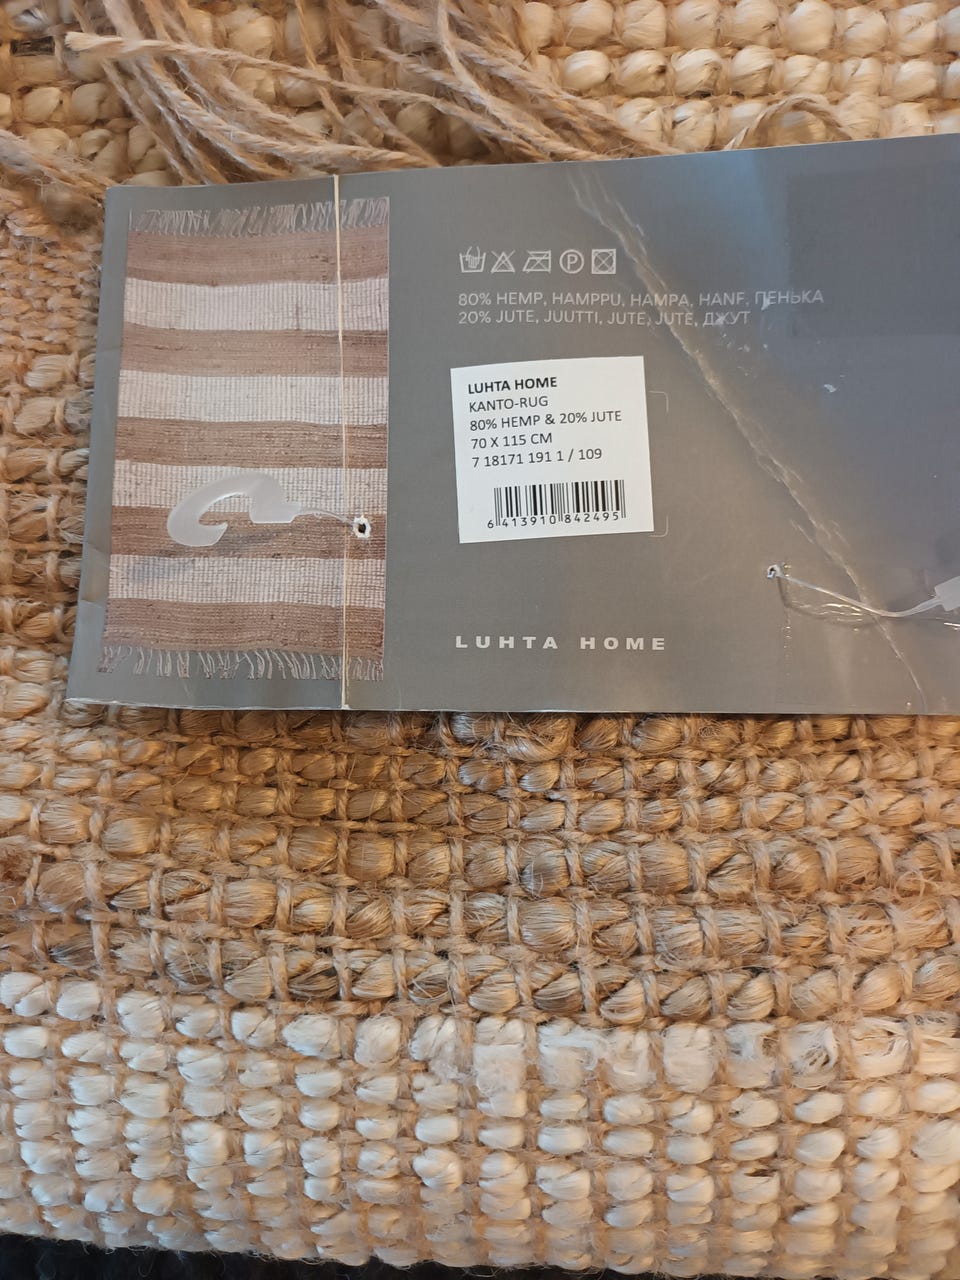 80% HEMP, HAMPPU, HAMPA, HANF, ПЕНЬКА
20% JUTE, JUUTTI, JUTE, JUTE, ДЖУТ
LUHTA HOME
KANTO-RUG
80% HEMP & 20% JUTE
70 X 115 CM
7 18171 191 1 / 109
6 413910 842495
LUHTA HOME